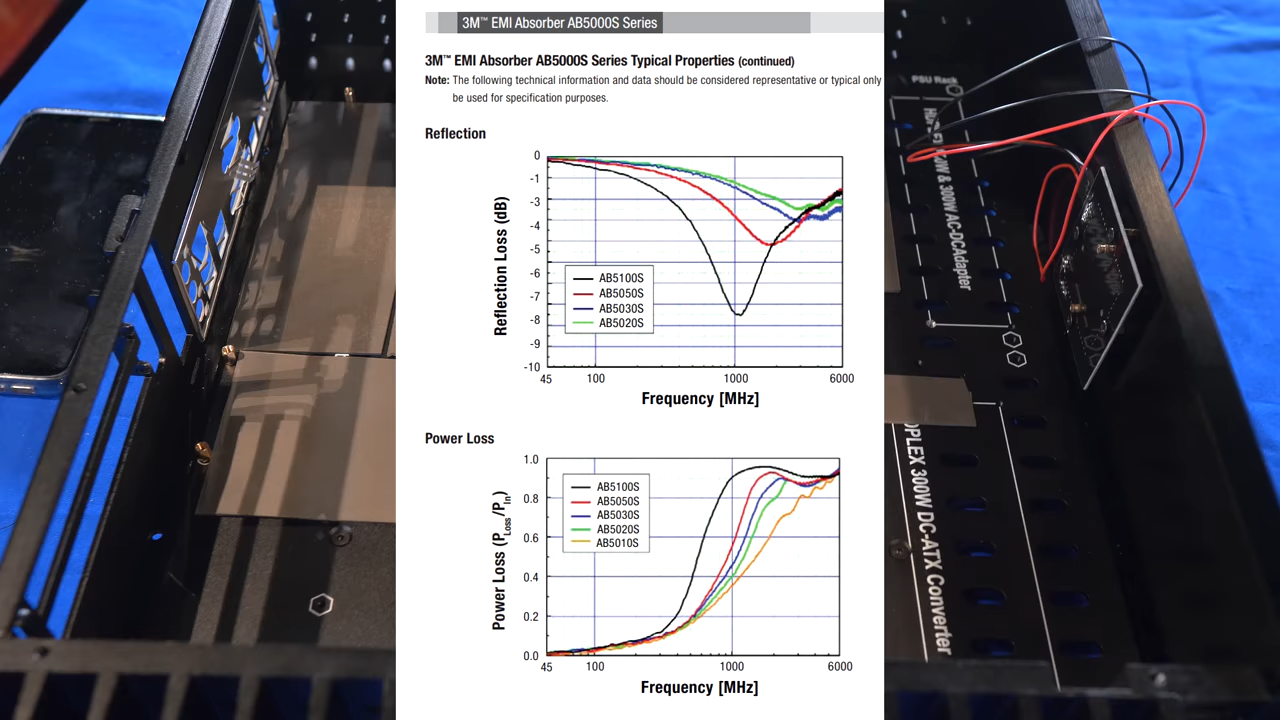 3M™ EMI Absorber AB5000S Series
3M™ EMI Absorber AB5000S Series Typical Properties (continued)
Note: The following technical information and data should be considered representative or typical only
be used for specification purposes.
Reflection
Reflection Loss (dB)
0
-1
-3
-4
-5
-6
-7
-8
-9
-10
AB5100S
AB5050S
AB5030S
AB5020S
45 100 1000 6000
Frequency [MHz]
Power Loss
Power Loss (PLoss/PIn)
1.0
0.8
0.6
0.4
0.2
0.0
AB5100S
AB5050S
AB5030S
AB5020S
AB5010S
45 100 1000 6000
Frequency [MHz]
PSU Rack
& 300W AC-DCAdapter
PLEX 300W DC-ATX Converter